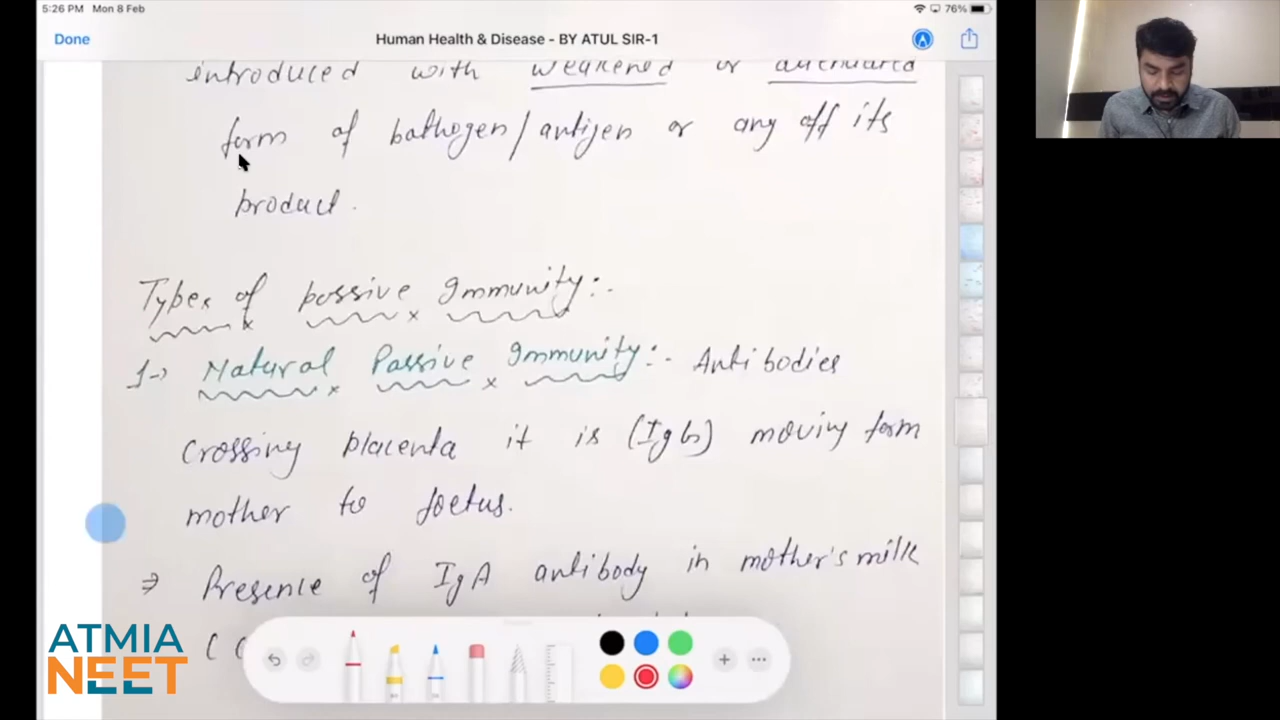 5:26 PM Mon 8 Feb
76%
Done
Human Health & Disease - BY ATUL SIR-1
introduced with weakened or attenuated
form of pathogen/antigen or any off its
product.
Types of passive Immunity:-
1→ Natural Passive Immunity:- Antibodies
Crossing placenta it is (IgG) moving form
mother to foetus.
⇒ Presence of IgA antibody in mother's milk
(
ATMIA
NEET